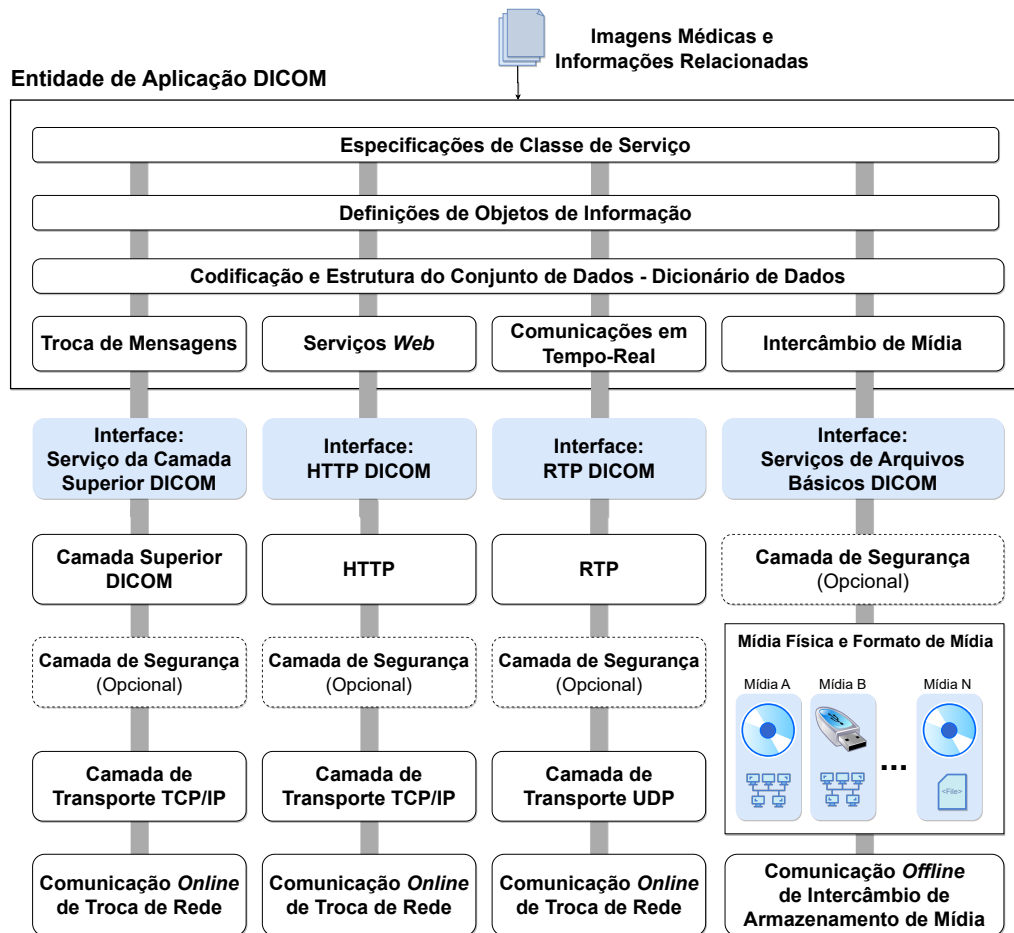 Imagens Médicas e
Informações Relacionadas
Entidade de Aplicação DICOM
Especificações de Classe de Serviço
Definições de Objetos de Informação
Codificação e Estrutura do Conjunto de Dados - Dicionário de Dados
Troca de Mensagens
Serviços Web
Comunicações em
Tempo-Real
Intercâmbio de Mídia
Interface:
Serviço da Camada
Superior DICOM
Interface:
HTTP DICOM
Interface:
RTP DICOM
Interface:
Serviços de Arquivos
Básicos DICOM
Camada Superior
DICOM
HTTP
RTP
Camada de Segurança
(Opcional)
Camada de Segurança
(Opcional)
Camada de Segurança
(Opcional)
Camada de Segurança
(Opcional)
Mídia Física e Formato de Mídia
Mídia A
Mídia B
Mídia N
...
<File>
Camada de
Transporte TCP/IP
Camada de
Transporte TCP/IP
Camada de
Transporte UDP
Comunicação Online
de Troca de Rede
Comunicação Online
de Troca de Rede
Comunicação Online
de Troca de Rede
Comunicação Offline
de Intercâmbio de
Armazenamento de Mídia